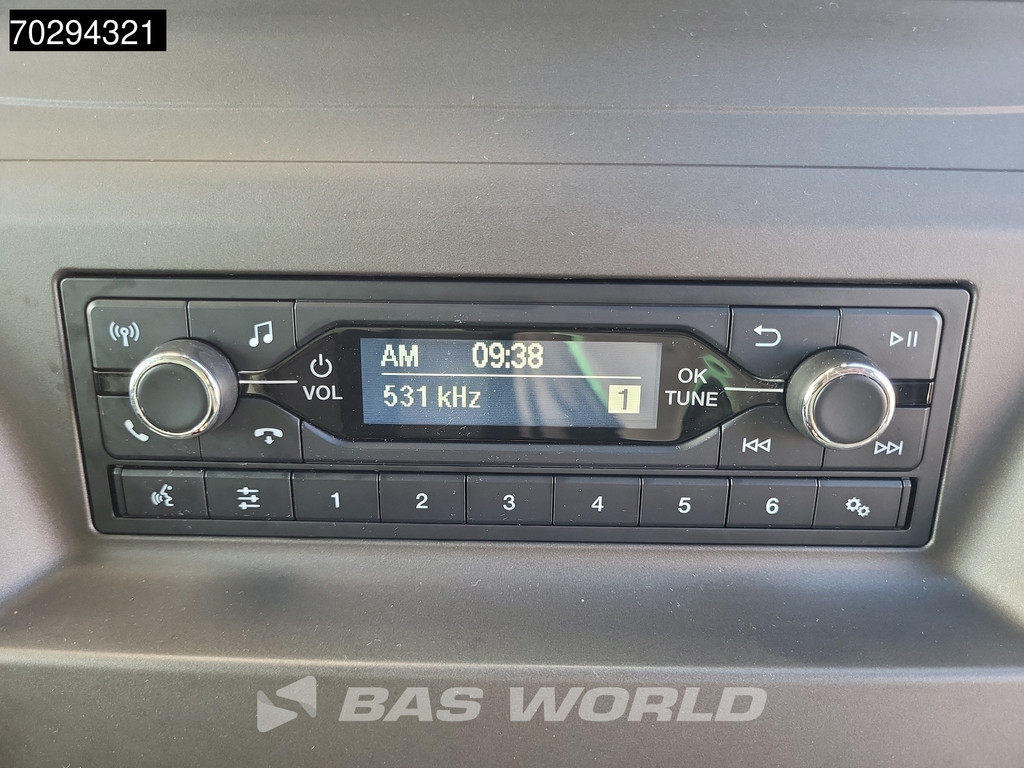 70294321
AM 09:38
531 kHz 1
VOL
OK
TUNE
1 2 3 4 5 6
BAS WORLD